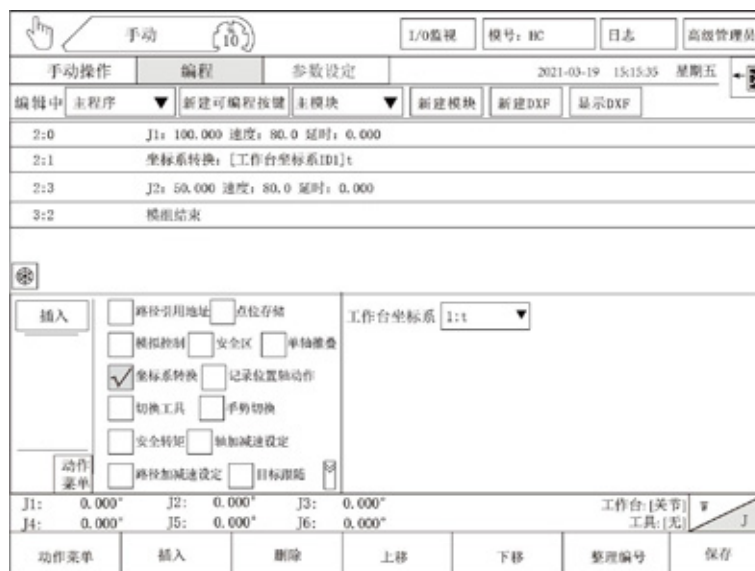 手动 10 I/O监视 模号: HC 日志 高级管理员
手动操作 编程 参数设定 2021-03-19 15:15:35 星期五
编辑中 主程序 新建可编程按键 主模块 新建模块 新建DXF 显示DXF
2:0 J1: 100.000 速度: 80.0 延时: 0.000
2:1 坐标系转换: [工作台坐标系ID1]t
2:3 J2: 50.000 速度: 80.0 延时: 0.000
3:2 模组结束
插入 路径引用地址 点位存储 工作台坐标系 1:t
模拟控制 安全区 单轴堆叠
坐标系转换 记录位置轴动作
切换工具 手势切换
安全转矩 轴加减速设定
动作菜单 路径加减速设定 目标跟随
J1: 0.000° J2: 0.000° J3: 0.000° 工作台:[关节] W
J4: 0.000° J5: 0.000° J6: 0.000° 工具:[无] J
动作菜单 插入 删除 上移 下移 整理编号 保存